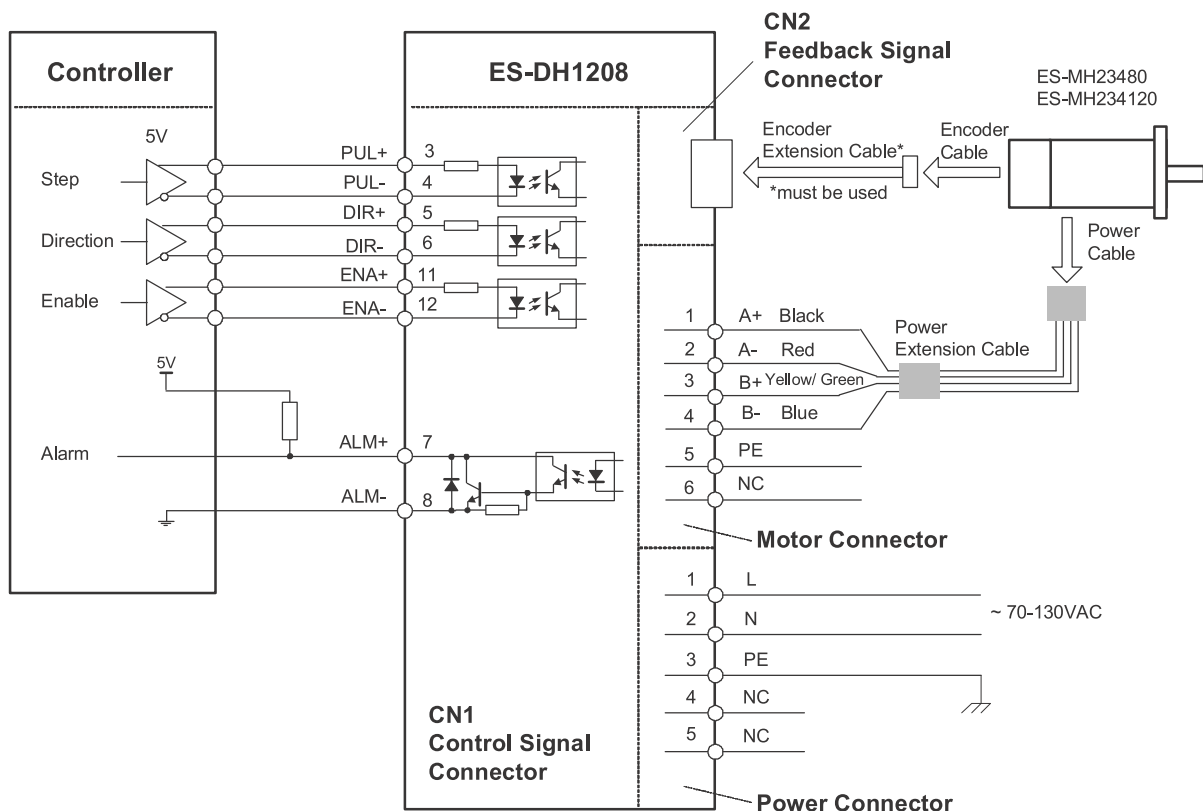 Controller
5V
Step
Direction
Enable
5V
Alarm
PUL+
PUL-
DIR+
DIR-
ENA+
ENA-
ALM+
ALM-
ES-DH1208
3
4
5
6
11
12
7
8
CN1
Control Signal
Connector
CN2
Feedback Signal
Connector
ES-MH23480
ES-MH234120
Encoder
Extension Cable*
*must be used
Encoder
Cable
Power
Cable
1 A+ Black
2 A- Red
3 B+ Yellow/ Green
4 B- Blue
5 PE
6 NC
Power
Extension Cable
Motor Connector
1 L
2 N
~ 70-130VAC
3 PE
4 NC
5 NC
Power Connector